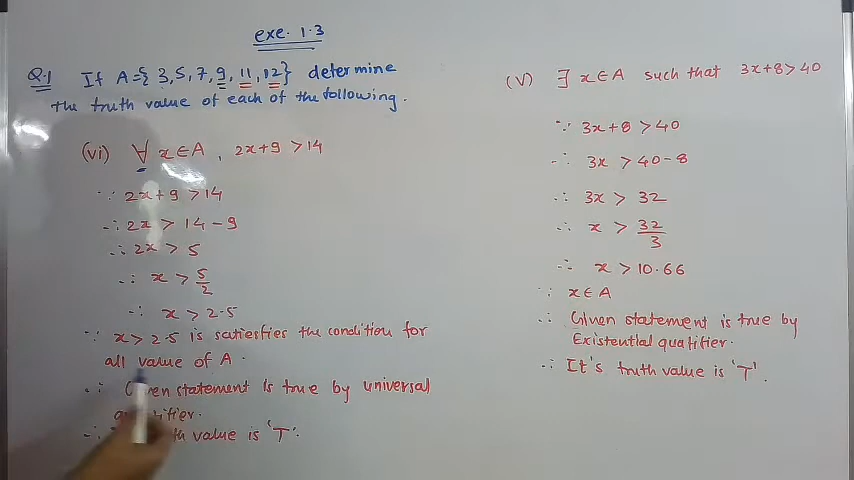 exe. 1.3
Q.1 If A={ 3, 5, 7, 9, 11, 12} determine
the truth value of each of the following.
(vi) ∀ x∈A , 2x+9 >14
∵ 2x+9 >14
∴ 2x > 14-9
∴ 2x > 5
∴ x > 5/2
∴ x > 2.5
∵ x > 2.5 is satiesfies the condition for
all value of A.
∴ Given statement is true by universal
∴ truth value is 'T'.
(V) ∃ x∈A such that 3x+8>40
∵ 3x+8 >40
∴ 3x >40-8
∴ 3x > 32
∴ x > 32/3
∴ x > 10.66
∵ x∈A
∴ Given statement is true by
Existential quatifier.
∴ It's truth value is 'T'.